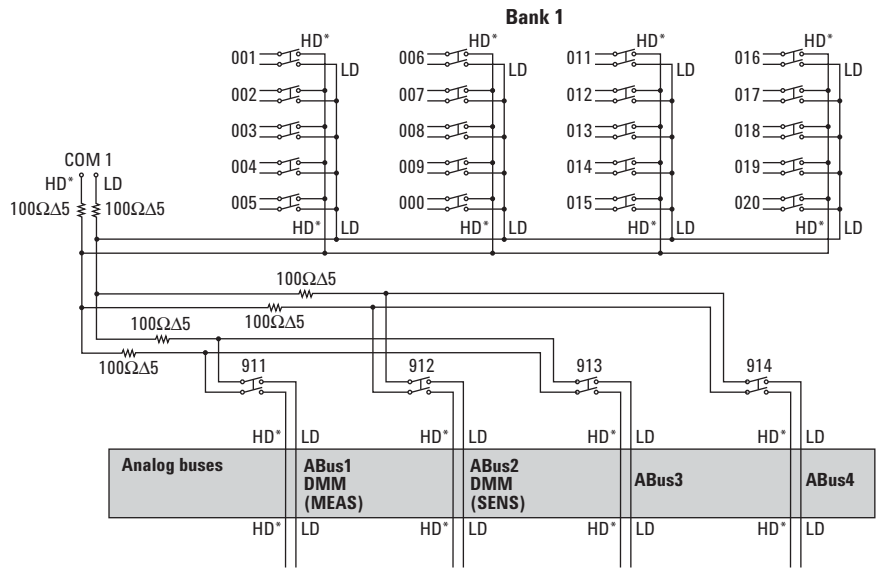 Bank 1
HD* HD* HD* HD*
001 006 011 016
LD LD LD LD
002 007 012 017
003 008 013 018
COM 1
004 009 014 019
HD* LD
005 000 015 020
100ΩΔ5 100ΩΔ5
HD* LD HD* LD HD* LD HD* LD
100ΩΔ5
100ΩΔ5 100ΩΔ5
100ΩΔ5 911 912 913 914
HD* LD HD* LD HD* LD HD* LD
Analog buses ABus1 ABus2 ABus3 ABus4
DMM DMM
(MEAS) (SENS)
HD* LD HD* LD HD* LD HD* LD